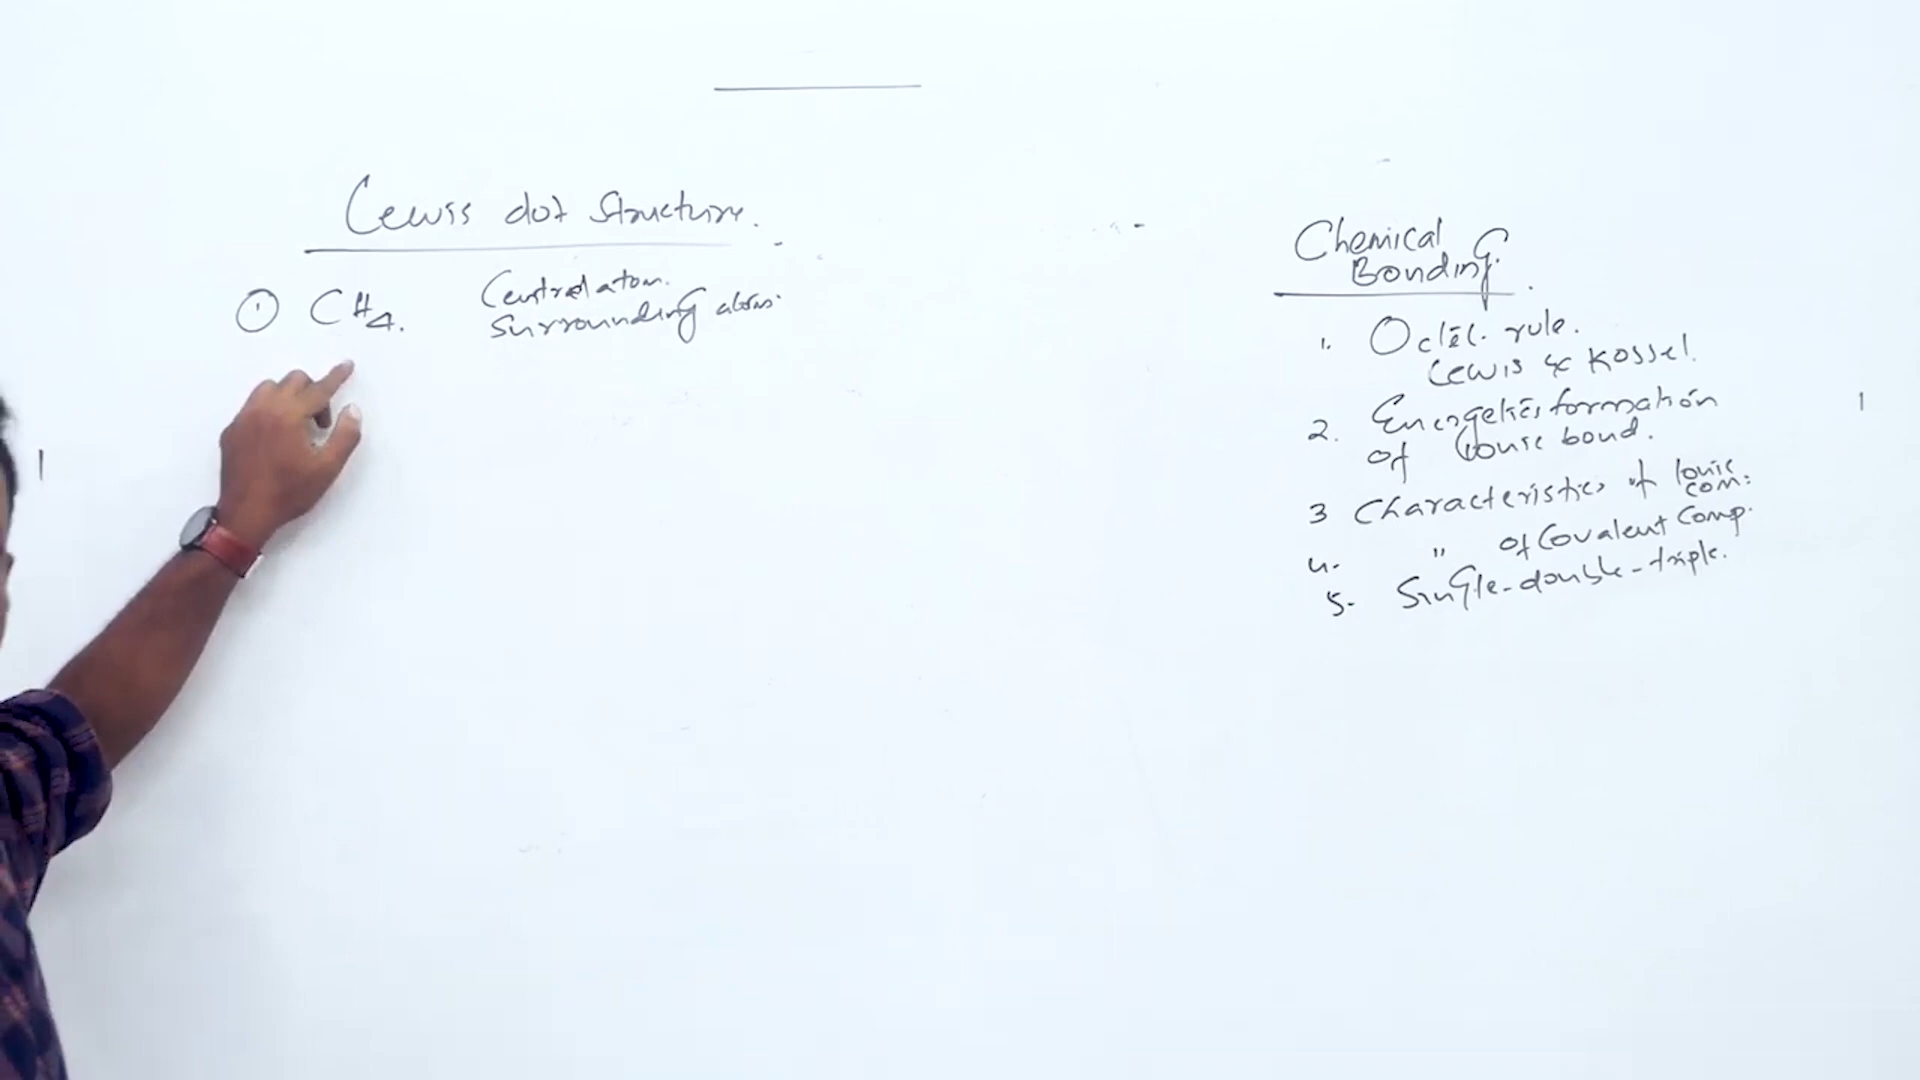 Lewis dot structure.
① CH4.
Central atom.
Surrounding atoms.
Chemical
Bonding.
1. Octet. rule.
Lewis & Kossel.
2. Energetics formation
of Ionic bond.
3 Characteristics of Ionic
com:
4. " of Covalent Comp.
5. Single-double-triple.